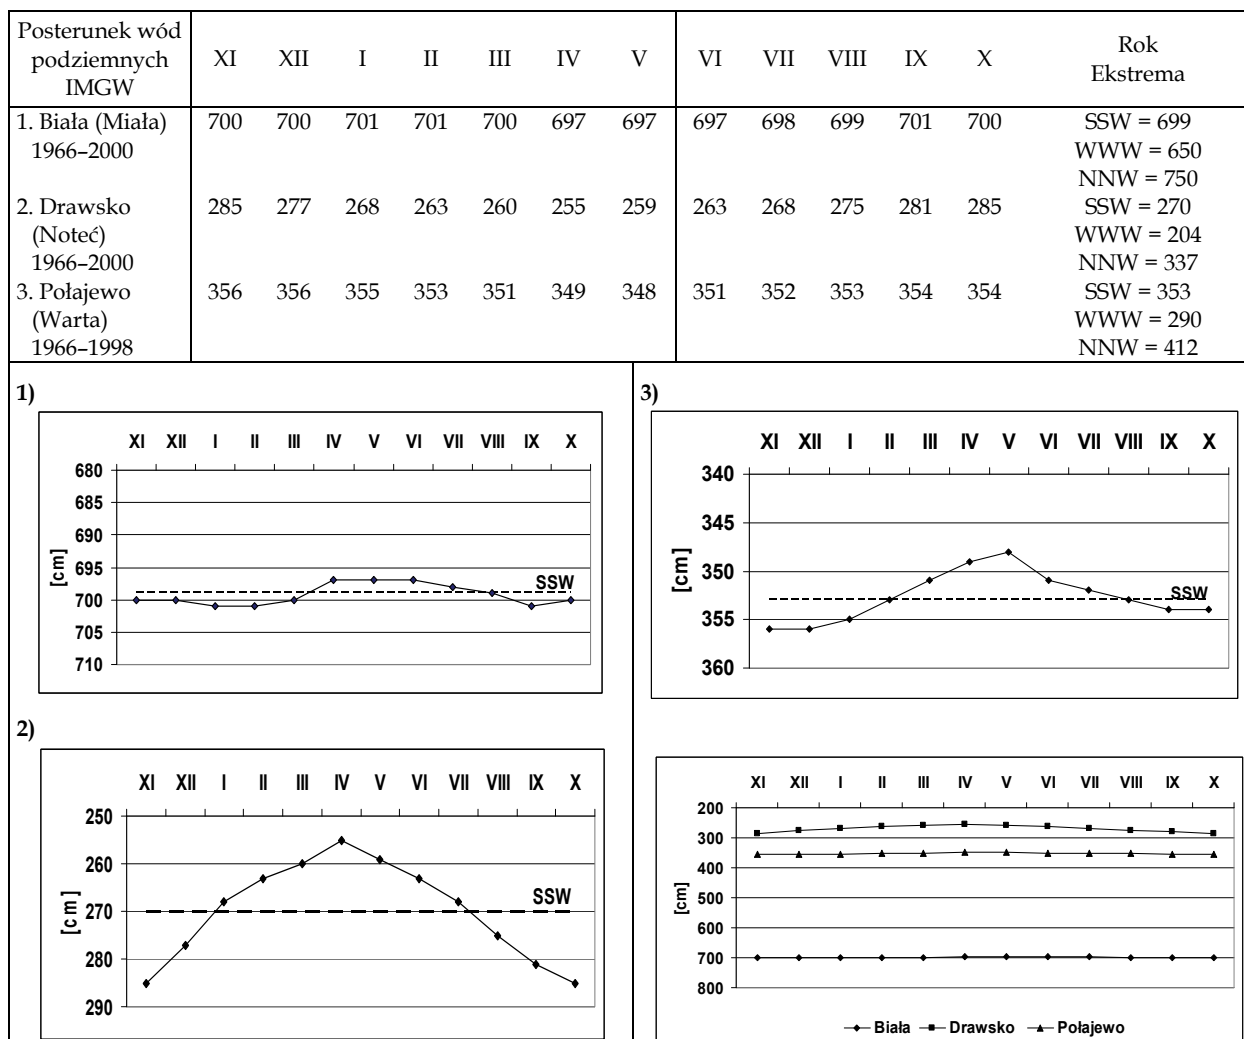 Posterunek wód
podziemnych
IMGW
XI XII I II III IV V VI VII VIII IX X
Rok
Ekstrema
1. Biała (Miała) 700 700 701 701 700 697 697 697 698 699 701 700 SSW = 699
1966–2000 WWW = 650
NNW = 750
2. Drawsko 285 277 268 263 260 255 259 263 268 275 281 285 SSW = 270
(Noteć) WWW = 204
1966–2000 NNW = 337
3. Połajewo 356 356 355 353 351 349 348 351 352 353 354 354 SSW = 353
(Warta) WWW = 290
1966–1998 NNW = 412
1)
XI XII I II III IV V VI VII VIII IX X
680
685
690
695
700
705
710
[cm]
SSW
2)
XI XII I II III IV V VI VII VIII IX X
250
260
270
280
290
[cm]
SSW
3)
XI XII I II III IV V VI VII VIII IX X
340
345
350
355
360
[cm]
SSW
XI XII I II III IV V VI VII VIII IX X
200
300
400
500
600
700
800
[cm]
Biała Drawsko Połajewo